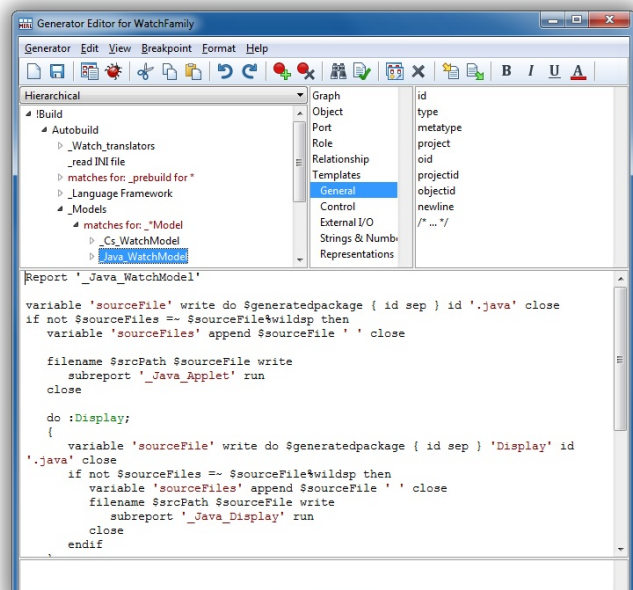 Generator Editor for WatchFamily
Generator Edit View Breakpoint Format Help
B I U A
Hierarchical
!Build
Autobuild
_Watch_translators
_read INI file
matches for: _prebuild for *
_Language Framework
_Models
matches for: _*Model
_Cs_WatchModel
_Java_WatchModel
Graph
Object
Port
Role
Relationship
Templates
General
Control
External I/O
Strings & Numb
Representations
id
type
metatype
project
oid
projectid
objectid
newline
/* ... */
Report '_Java_WatchModel'
variable 'sourceFile' write do $generatedpackage { id sep } id '.java' close
if not $sourceFiles =~ $sourceFile%wildsp then
variable 'sourceFiles' append $sourceFile ' ' close
filename $srcPath $sourceFile write
subreport '_Java_Applet' run
close
do :Display;
{
variable 'sourceFile' write do $generatedpackage { id sep } 'Display' id
'.java' close
if not $sourceFiles =~ $sourceFile%wildsp then
variable 'sourceFiles' append $sourceFile ' ' close
filename $srcPath $sourceFile write
subreport '_Java_Display' run
close
endif